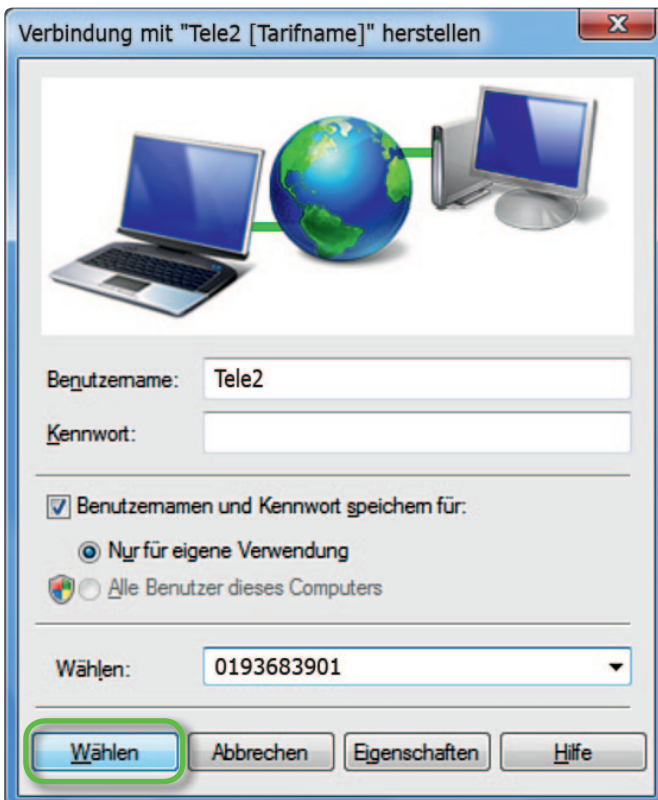 Verbindung mit "Tele2 [Tarifname]" herstellen
Benutzername: Tele2
Kennwort:
Benutzernamen und Kennwort speichern für:
Nur für eigene Verwendung
Alle Benutzer dieses Computers
Wählen: 0193683901
Wählen Abbrechen Eigenschaften Hilfe